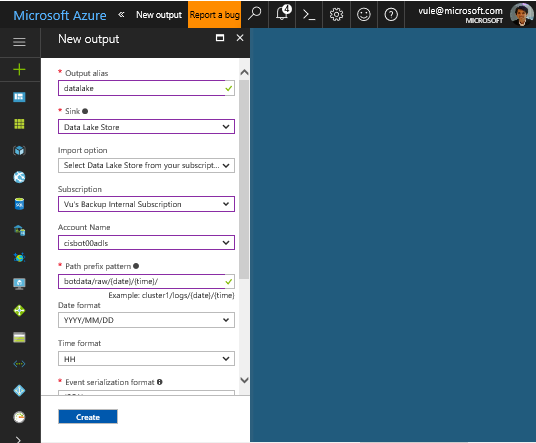 Microsoft Azure
«
New output
Report a bug
4
vule@microsoft.com
MICROSOFT
New output
* Output alias
datalake
* Sink
Data Lake Store
Import option
Select Data Lake Store from your subscript...
Subscription
Vu's Backup Internal Subscription
Account Name
cisbot00adls
* Path prefix pattern
botdata/raw/{date}/{time}/
Example: cluster1/logs/{date}/{time}
Date format
YYYY/MM/DD
Time format
HH
* Event serialization format
Create